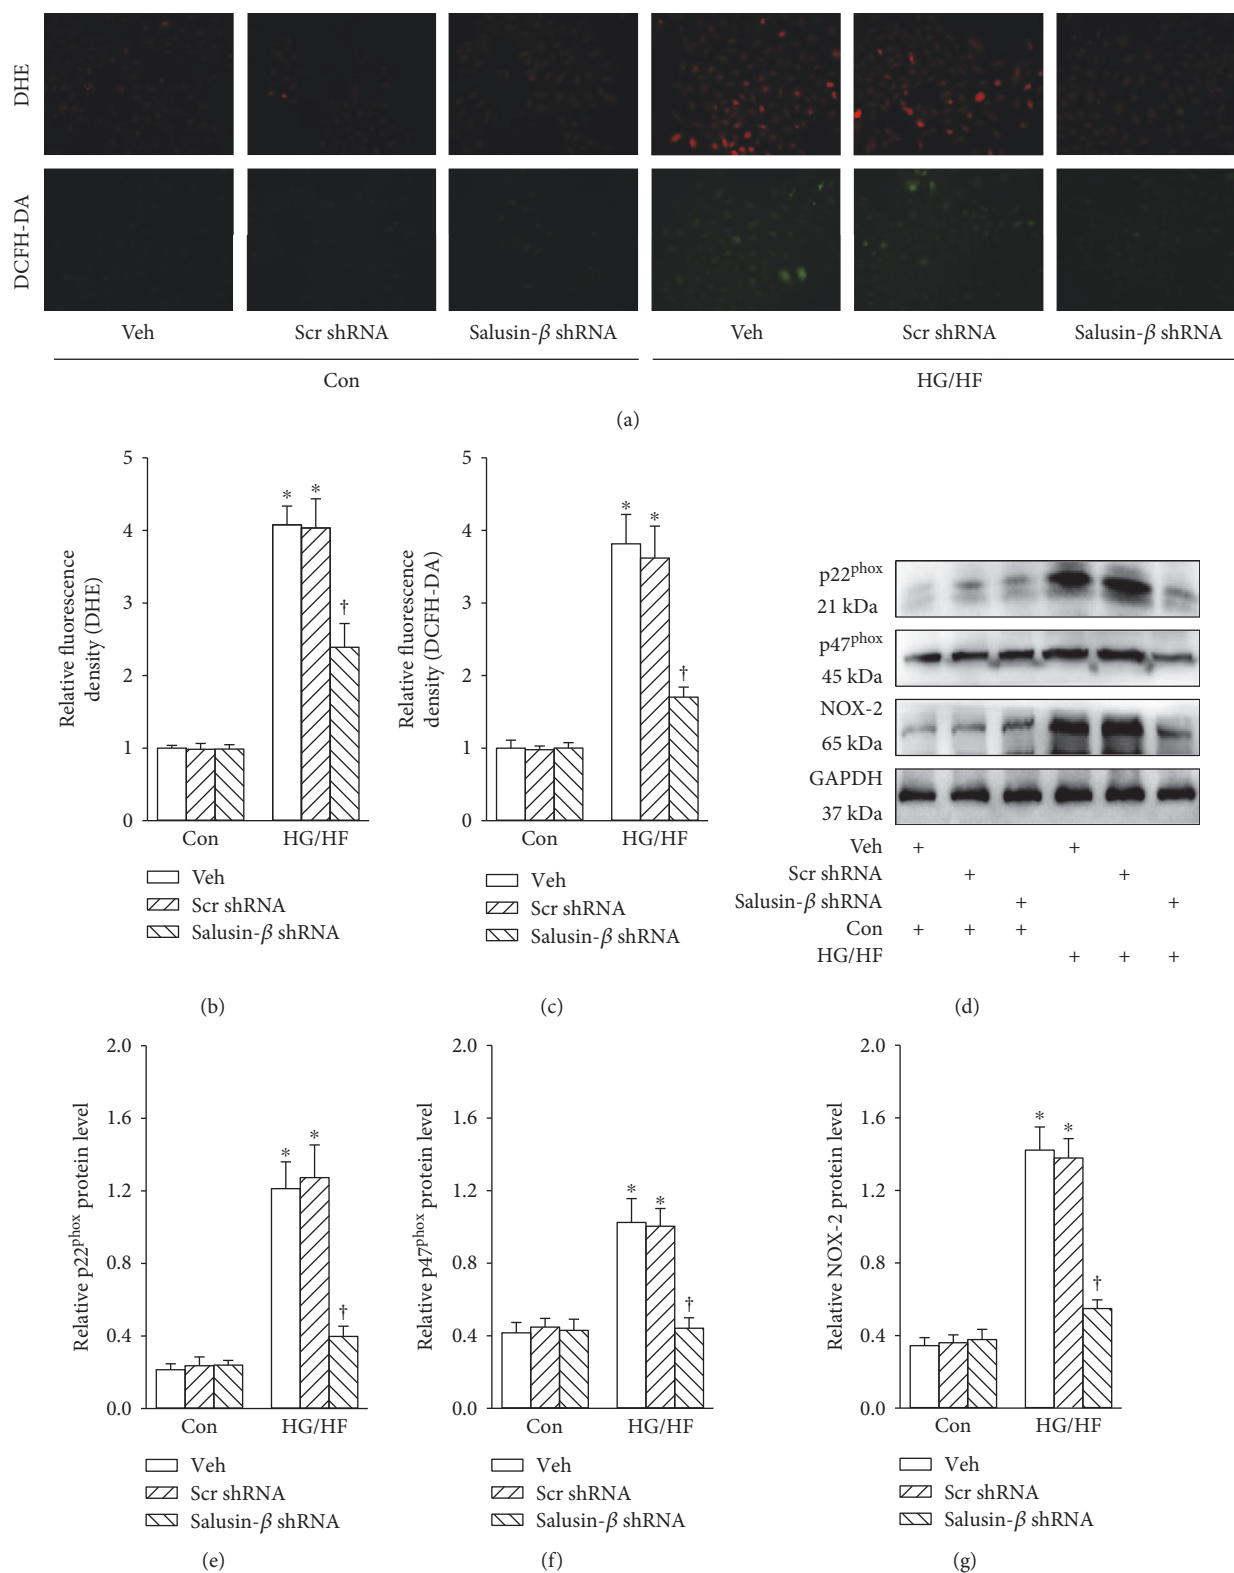 DHE
DCFH-DA
Veh Scr shRNA Salusin-β shRNA Veh Scr shRNA Salusin-β shRNA
Con HG/HF
(a)
Relative fluorescence
density (DHE)
5
4
3
2
1
0
* * †
Con HG/HF
Veh
Scr shRNA
Salusin-β shRNA
(b)
Relative fluorescence
density (DCFH-DA)
5
4
3
2
1
0
* * †
Con HG/HF
Veh
Scr shRNA
Salusin-β shRNA
(c)
p22phox
21 kDa
p47phox
45 kDa
NOX-2
65 kDa
GAPDH
37 kDa
Veh + +
Scr shRNA + +
Salusin-β shRNA + +
Con + + +
HG/HF + + +
(d)
Relative p22phox protein level
2.0
1.6
1.2
0.8
0.4
0.0
* * †
Con HG/HF
Veh
Scr shRNA
Salusin-β shRNA
(e)
Relative p47phox protein level
2.0
1.6
1.2
0.8
0.4
0.0
* * †
Con HG/HF
Veh
Scr shRNA
Salusin-β shRNA
(f)
Relative NOX-2 protein level
2.0
1.6
1.2
0.8
0.4
0.0
* * †
Con HG/HF
Veh
Scr shRNA
Salusin-β shRNA
(g)